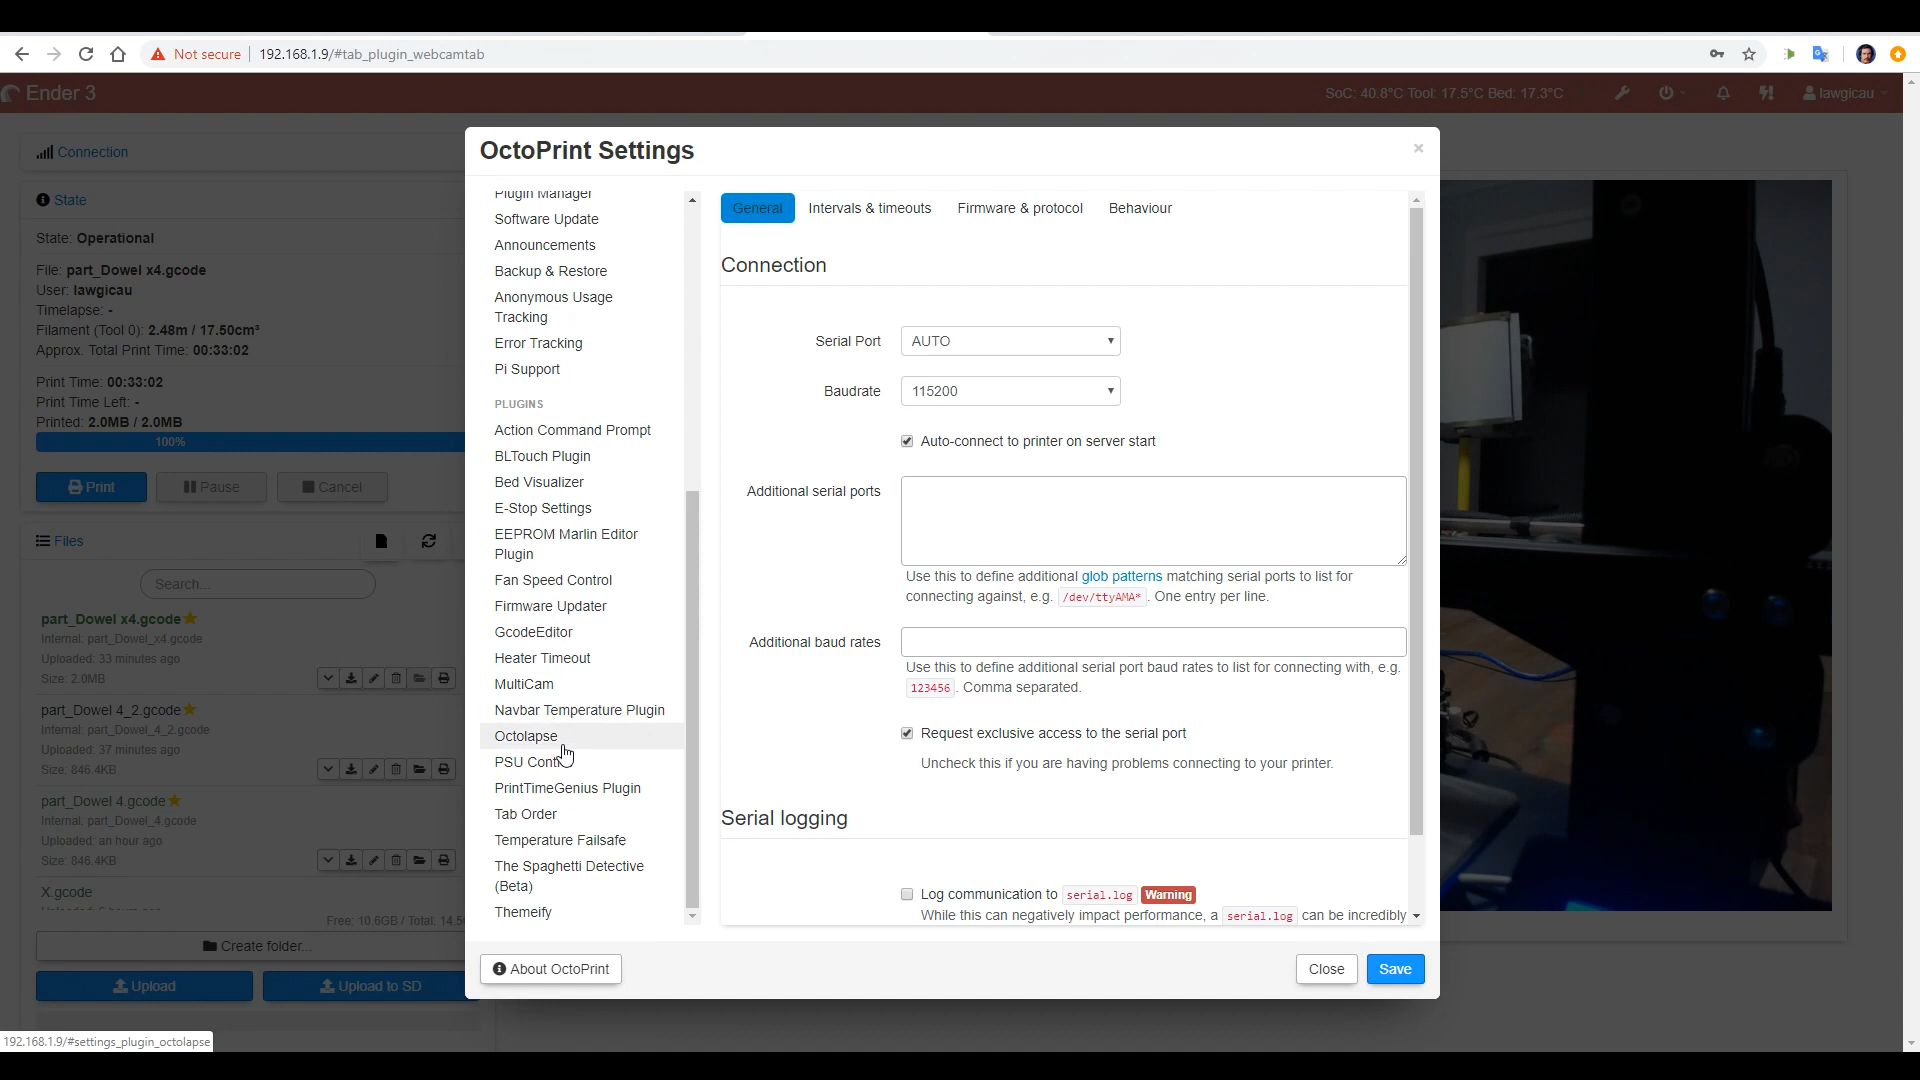 Not secure 192.168.1.9/#tab_plugin_webcamtab
Ender 3
SoC: 40.8°C Tool: 17.5°C Bed: 17.3°C
lawgicau
Connection
State
State: Operational
File: part_Dowel x4.gcode
User: lawgicau
Timelapse: -
Filament (Tool 0): 2.48m / 17.50cm³
Approx. Total Print Time: 00:33:02
Print Time: 00:33:02
Print Time Left: -
Printed: 2.0MB / 2.0MB
100%
Print
Pause
Cancel
Files
Search...
part_Dowel x4.gcode
Internal: part_Dowel_x4.gcode
Uploaded: 33 minutes ago
Size: 2.0MB
part_Dowel 4_2.gcode
Internal: part_Dowel_4_2.gcode
Uploaded: 37 minutes ago
Size: 846.4KB
part_Dowel 4.gcode
Internal: part_Dowel_4.gcode
Uploaded: an hour ago
Size: 846.4KB
X.gcode
Free: 10.6GB / Total: 14.5
Create folder...
Upload
Upload to SD
192.168.1.9/#settings_plugin_octolapse
OctoPrint Settings
×
Plugin Manager
Software Update
Announcements
Backup & Restore
Anonymous Usage
Tracking
Error Tracking
Pi Support
PLUGINS
Action Command Prompt
BLTouch Plugin
Bed Visualizer
E-Stop Settings
EEPROM Marlin Editor
Plugin
Fan Speed Control
Firmware Updater
GcodeEditor
Heater Timeout
MultiCam
Navbar Temperature Plugin
Octolapse
PSU Cont
PrintTimeGenius Plugin
Tab Order
Temperature Failsafe
The Spaghetti Detective
(Beta)
Themeify
General
Intervals & timeouts
Firmware & protocol
Behaviour
Connection
Serial Port
AUTO
Baudrate
115200
Auto-connect to printer on server start
Additional serial ports
Use this to define additional glob patterns matching serial ports to list for
connecting against, e.g. /dev/ttyAMA* . One entry per line.
Additional baud rates
Use this to define additional serial port baud rates to list for connecting with, e.g.
123456 . Comma separated.
Request exclusive access to the serial port
Uncheck this if you are having problems connecting to your printer.
Serial logging
Log communication to serial.log Warning
While this can negatively impact performance, a serial.log can be incredibly
About OctoPrint
Close
Save